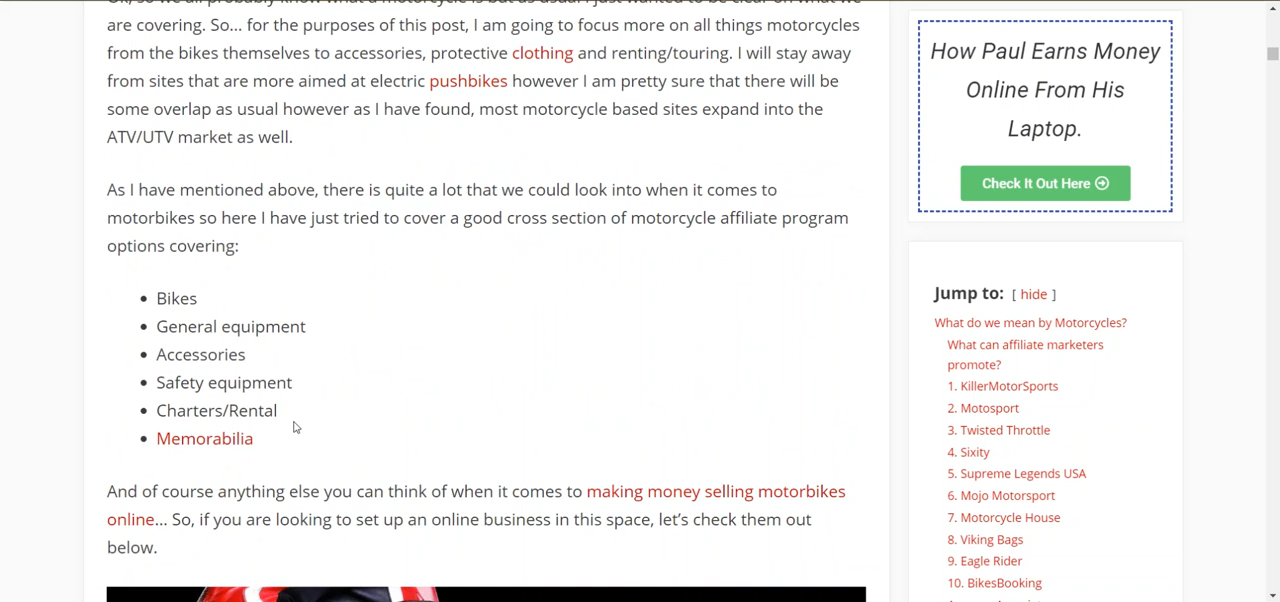 are covering. So... for the purposes of this post, I am going to focus more on all things motorcycles
from the bikes themselves to accessories, protective clothing and renting/touring. I will stay away
from sites that are more aimed at electric pushbikes however I am pretty sure that there will be
some overlap as usual however as I have found, most motorcycle based sites expand into the
ATV/UTV market as well.
As I have mentioned above, there is quite a lot that we could look into when it comes to
motorbikes so here I have just tried to cover a good cross section of motorcycle affiliate program
options covering:
Bikes
General equipment
Accessories
Safety equipment
Charters/Rental
Memorabilia
And of course anything else you can think of when it comes to making money selling motorbikes
online... So, if you are looking to set up an online business in this space, let's check them out
below.
How Paul Earns Money
Online From His
Laptop.
Check It Out Here
Jump to: [ hide ]
What do we mean by Motorcycles?
What can affiliate marketers
promote?
1. KillerMotorSports
2. Motosport
3. Twisted Throttle
4. Sixity
5. Supreme Legends USA
6. Mojo Motorsport
7. Motorcycle House
8. Viking Bags
9. Eagle Rider
10. BikesBooking